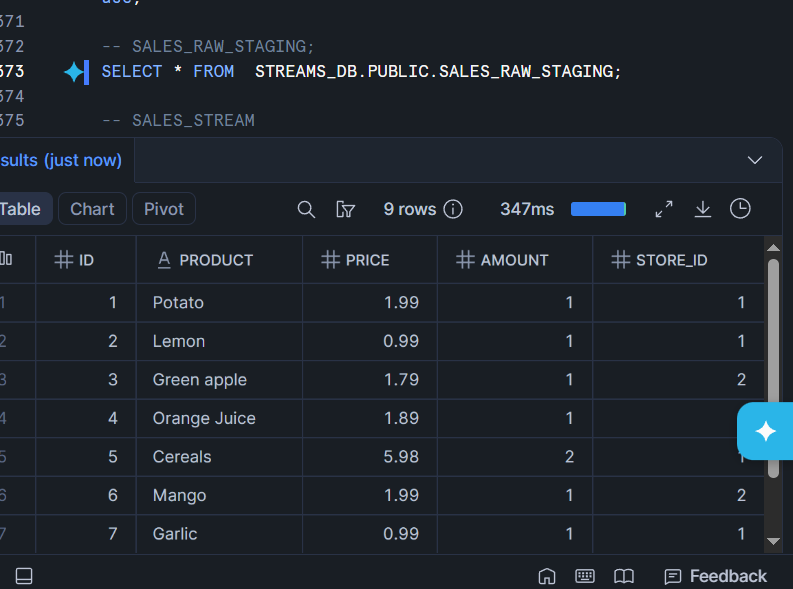 371
372 -- SALES_RAW_STAGING;
373 SELECT * FROM STREAMS_DB.PUBLIC.SALES_RAW_STAGING;
374
375 -- SALES_STREAM
sults (just now)
Table Chart Pivot 9 rows 347ms
ID PRODUCT PRICE AMOUNT STORE_ID
1 1 Potato 1.99 1 1
2 2 Lemon 0.99 1 1
3 3 Green apple 1.79 1 2
4 4 Orange Juice 1.89 1
5 5 Cereals 5.98 2 1
6 6 Mango 1.99 1 2
7 7 Garlic 0.99 1 1
Feedback